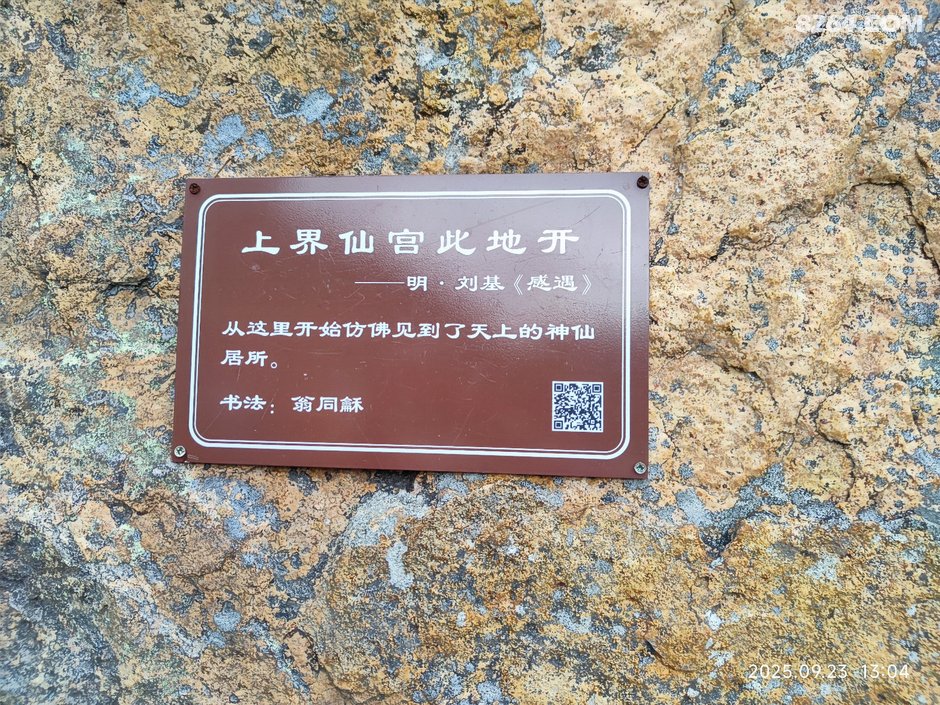 8264.COM
上界仙宫此地开
——明·刘基《感遇》
从这里开始仿佛见到了天上的神仙
居所。
书法：翁同龢
2025.09.23 13:04